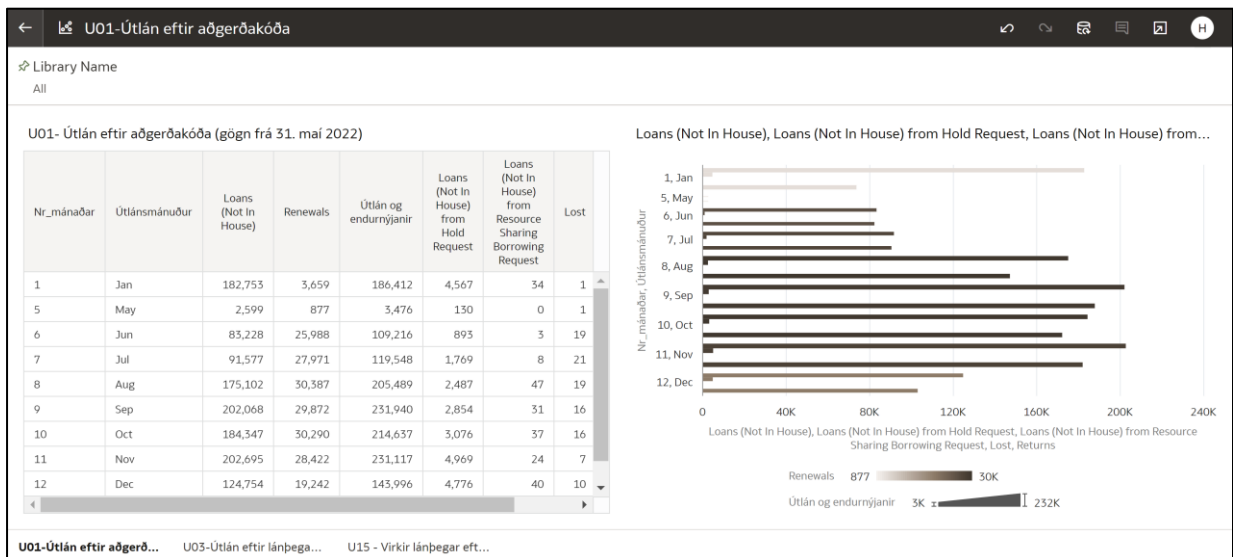 U01-Útlán eftir aðgerðakóða
H
Library Name
All
U01- Útlán eftir aðgerðakóða (gögn frá 31. maí 2022)
Nr_mánaðar Útlánsmánuður Loans (Not In House) Renewals Útlán og endurnýjanir Loans (Not In House) from Hold Request Loans (Not In House) from Resource Sharing Borrowing Request Lost
1 Jan 182,753 3,659 186,412 4,567 34 1
5 May 2,599 877 3,476 130 0 1
6 Jun 83,228 25,988 109,216 893 3 19
7 Jul 91,577 27,971 119,548 1,769 8 21
8 Aug 175,102 30,387 205,489 2,487 47 19
9 Sep 202,068 29,872 231,940 2,854 31 16
10 Oct 184,347 30,290 214,637 3,076 37 16
11 Nov 202,695 28,422 231,117 4,969 24 7
12 Dec 124,754 19,242 143,996 4,776 40 10
Loans (Not In House), Loans (Not In House) from Hold Request, Loans (Not In House) from...
Nr_mánaðar, Útlánsmánuður
1, Jan
5, May
6, Jun
7, Jul
8, Aug
9, Sep
10, Oct
11, Nov
12, Dec
0 40K 80K 120K 160K 200K 240K
Loans (Not In House), Loans (Not In House) from Hold Request, Loans (Not In House) from Resource
Sharing Borrowing Request, Lost, Returns
Renewals 877 30K
Útlán og endurnýjanir 3K 232K
U01-Útlán eftir aðgerð... U03-Útlán eftir lánþega... U15 - Virkir lánþegar eft...